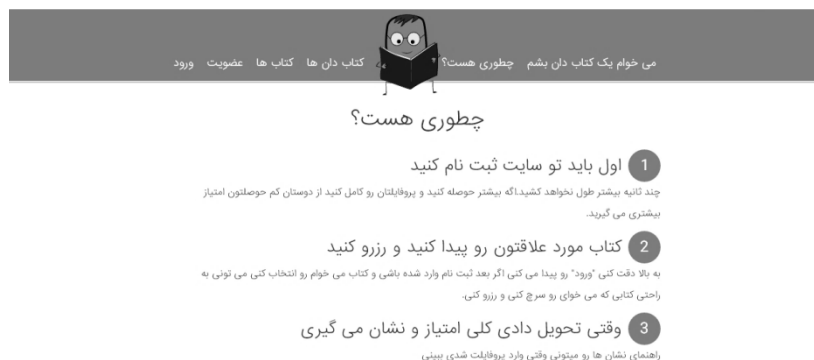 می خوام یک کتاب دان بشم چطوری هست؟ کتاب دان ها کتاب ها عضویت ورود
چطوری هست؟
1 اول باید تو سایت ثبت نام کنید
چند ثانیه بیشتر طول نخواهد کشید.اگه بیشتر حوصله کنید و پروفایلتان رو کامل کنید از دوستان کم حوصلتون امتیاز
بیشتری می گیرید.
2 کتاب مورد علاقتون رو پیدا کنید و رزرو کنید
به بالا دقت کنی "ورود" رو پیدا می کنی اگر بعد ثبت نام وارد شده باشی و کتاب می خوام رو انتخاب کنی می تونی به
راحتی کتابی که می خوای رو سرچ کنی و رزرو کنی.
3 وقتی تحویل دادی کلی امتیاز و نشان می گیری
راهنمای نشان ها رو میتونی وقتی وارد پروفایلت شدی ببینی